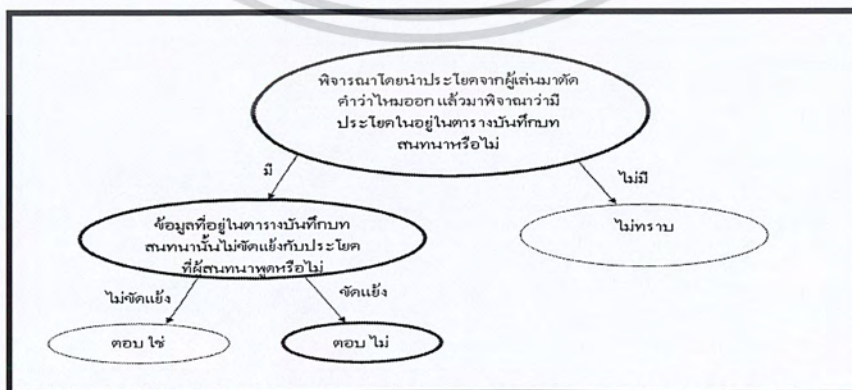 พิจารณาโดยนำประโยคจากผู้เล่นมาตัด
คำว่าไหมออก แล้วมาพิจาณาว่ามี
ประโยคในอยู่ในตารางบันทึกบท
สนทนาหรือไม่
มี
ไม่มี
ข้อมูลที่อยู่ในตารางบันทึกบท
สนทนานั้นไม่ขัดแย้งกับประโยค
ที่ผู้สนทนาพูดหรือไม่
ไม่ทราบ
ไม่ขัดแย้ง
ขัดแย้ง
ตอบ ใช่
ตอบ ไม่